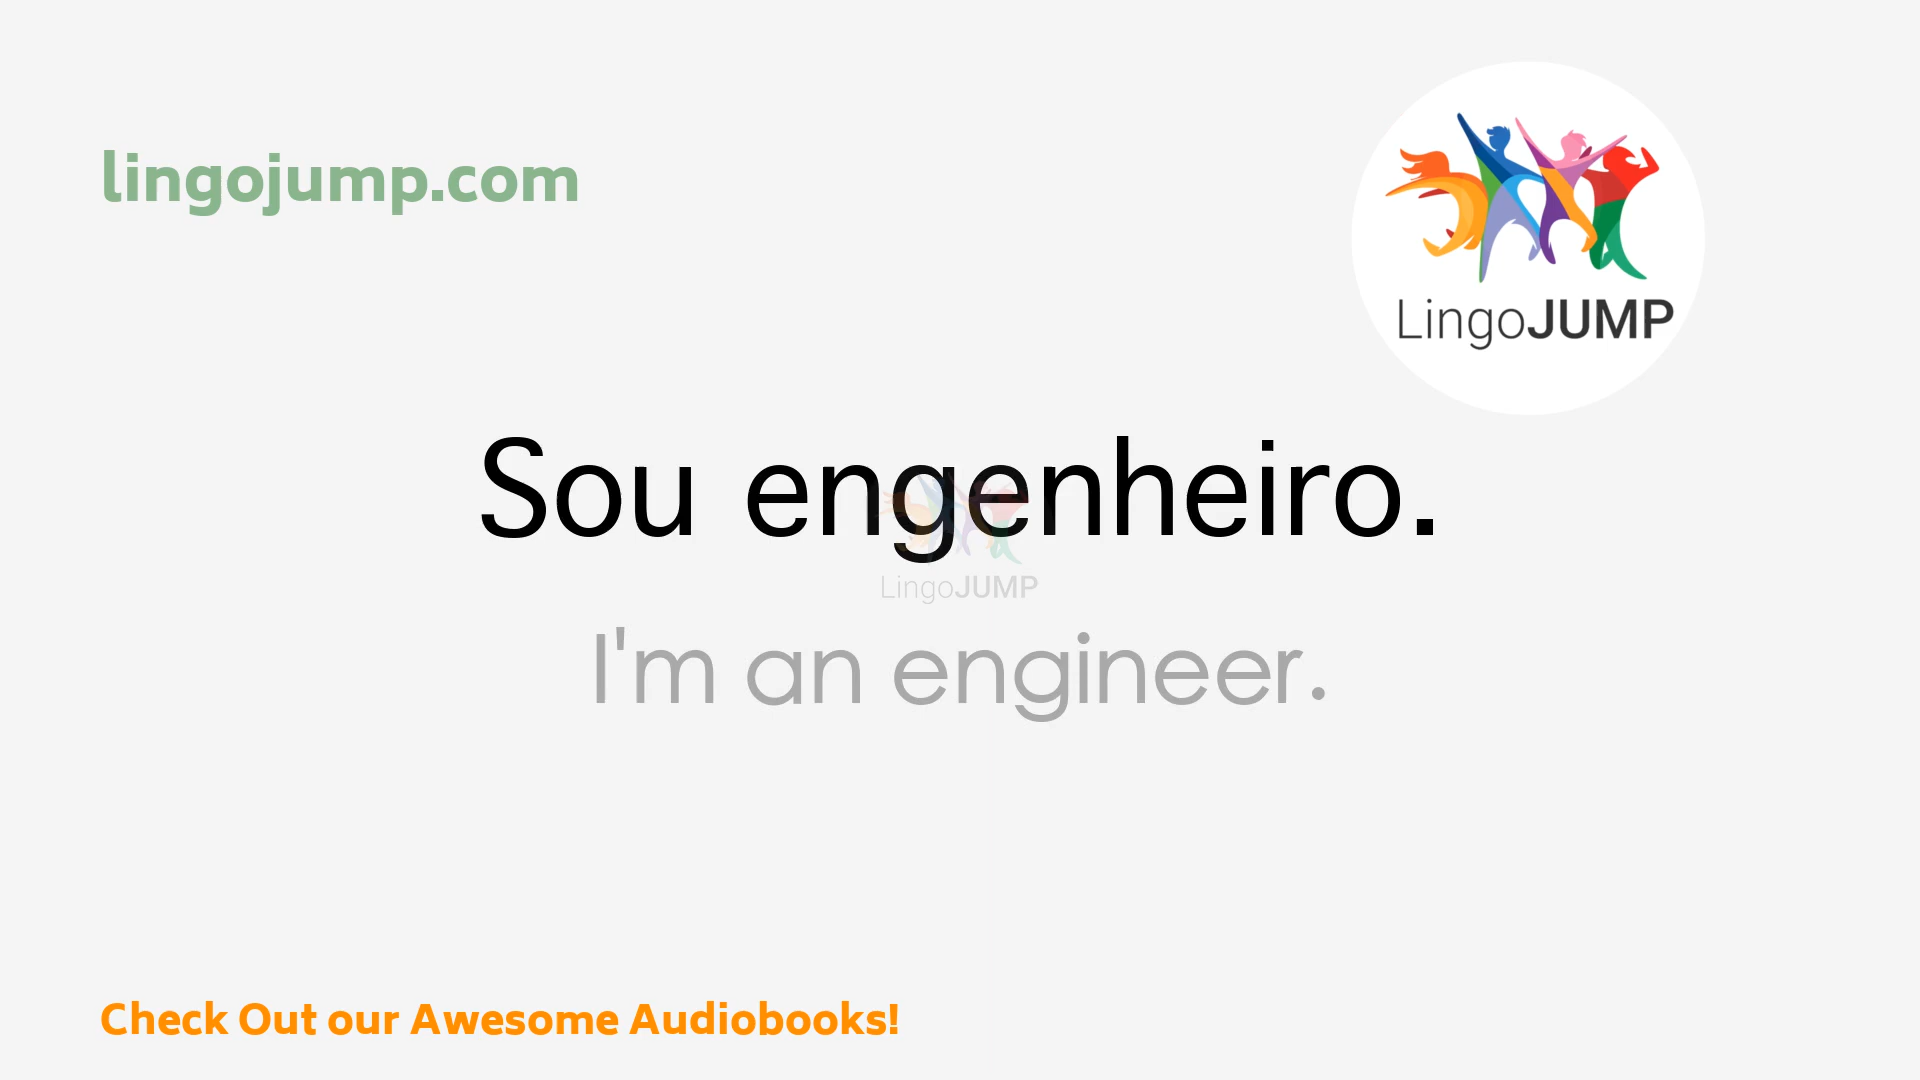 lingojump.com
LingoJUMP
Sou engenheiro.
LingoJUMP
I'm an engineer.
Check Out our Awesome Audiobooks!